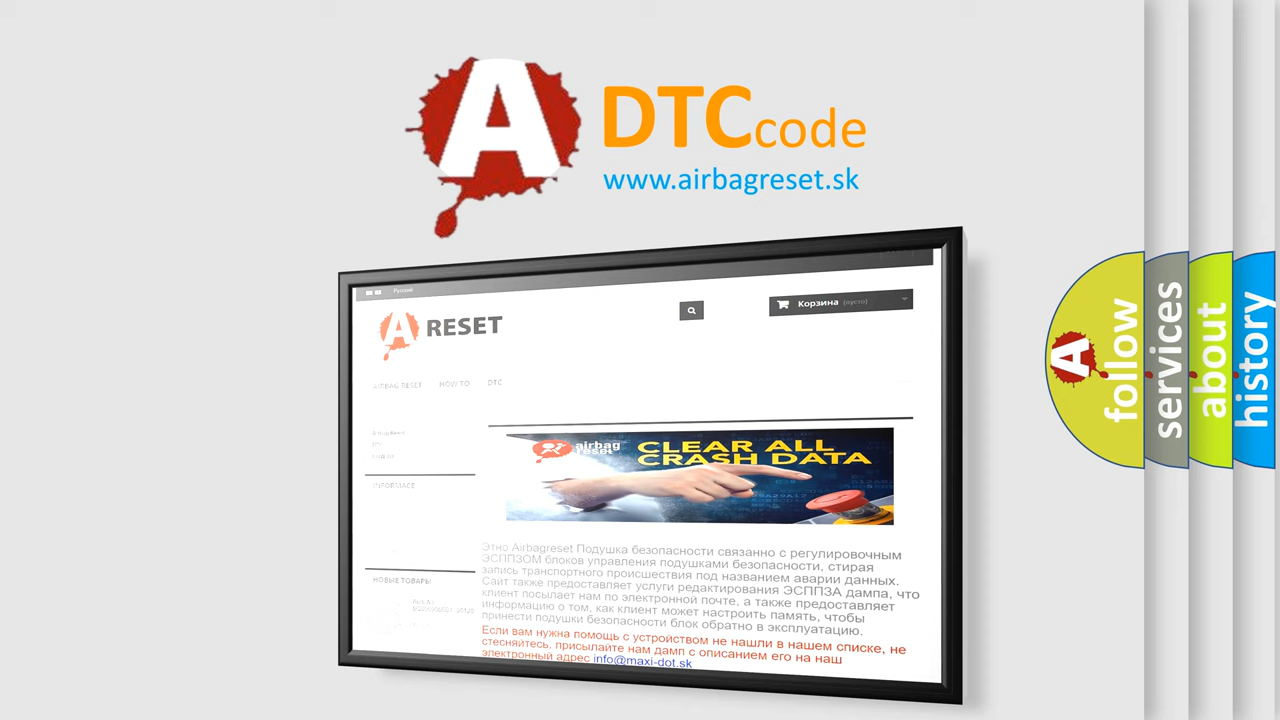 A
DTCcode
www.airbagreset.sk
Русский
A RESET
Корзина (пусто)
AIRBAG RESET HOW TO DTC
Airbag Reset
DTC
INFORMACE
airbag
reset
CLEAR ALL
CRASH DATA
Этно Airbagreset Подушка безопасности связанно с регулировочным
ЭСППЗОМ блоков управления подушками безопасности, стирая
запись транспортного происшествия под названием аварии данных.
Сайт также предоставляет услуги редактирования ЭСППЗА дампа, что
клиент посылает нам по электронной почте, а также предоставляет
информацию о том, как клиент может настроить память, чтобы
принести подушки безопасности блок обратно в эксплуатацию.
Если вам нужна помощь с устройством не нашли в нашем списке, не
стесняйтесь, присылайте нам дамп с описанием его на наш
электронный адрес info@maxi-dot.sk
НОВЫЕ ТОВАРЫ
A
follow
services
about
history